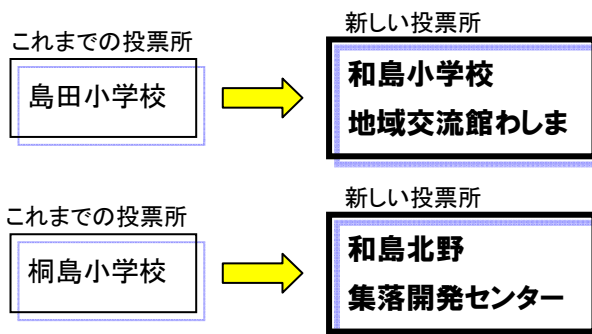 これまでの投票所
島田小学校
新しい投票所
和島小学校
地域交流館わしま
これまでの投票所
桐島小学校
新しい投票所
和島北野
集落開発センター